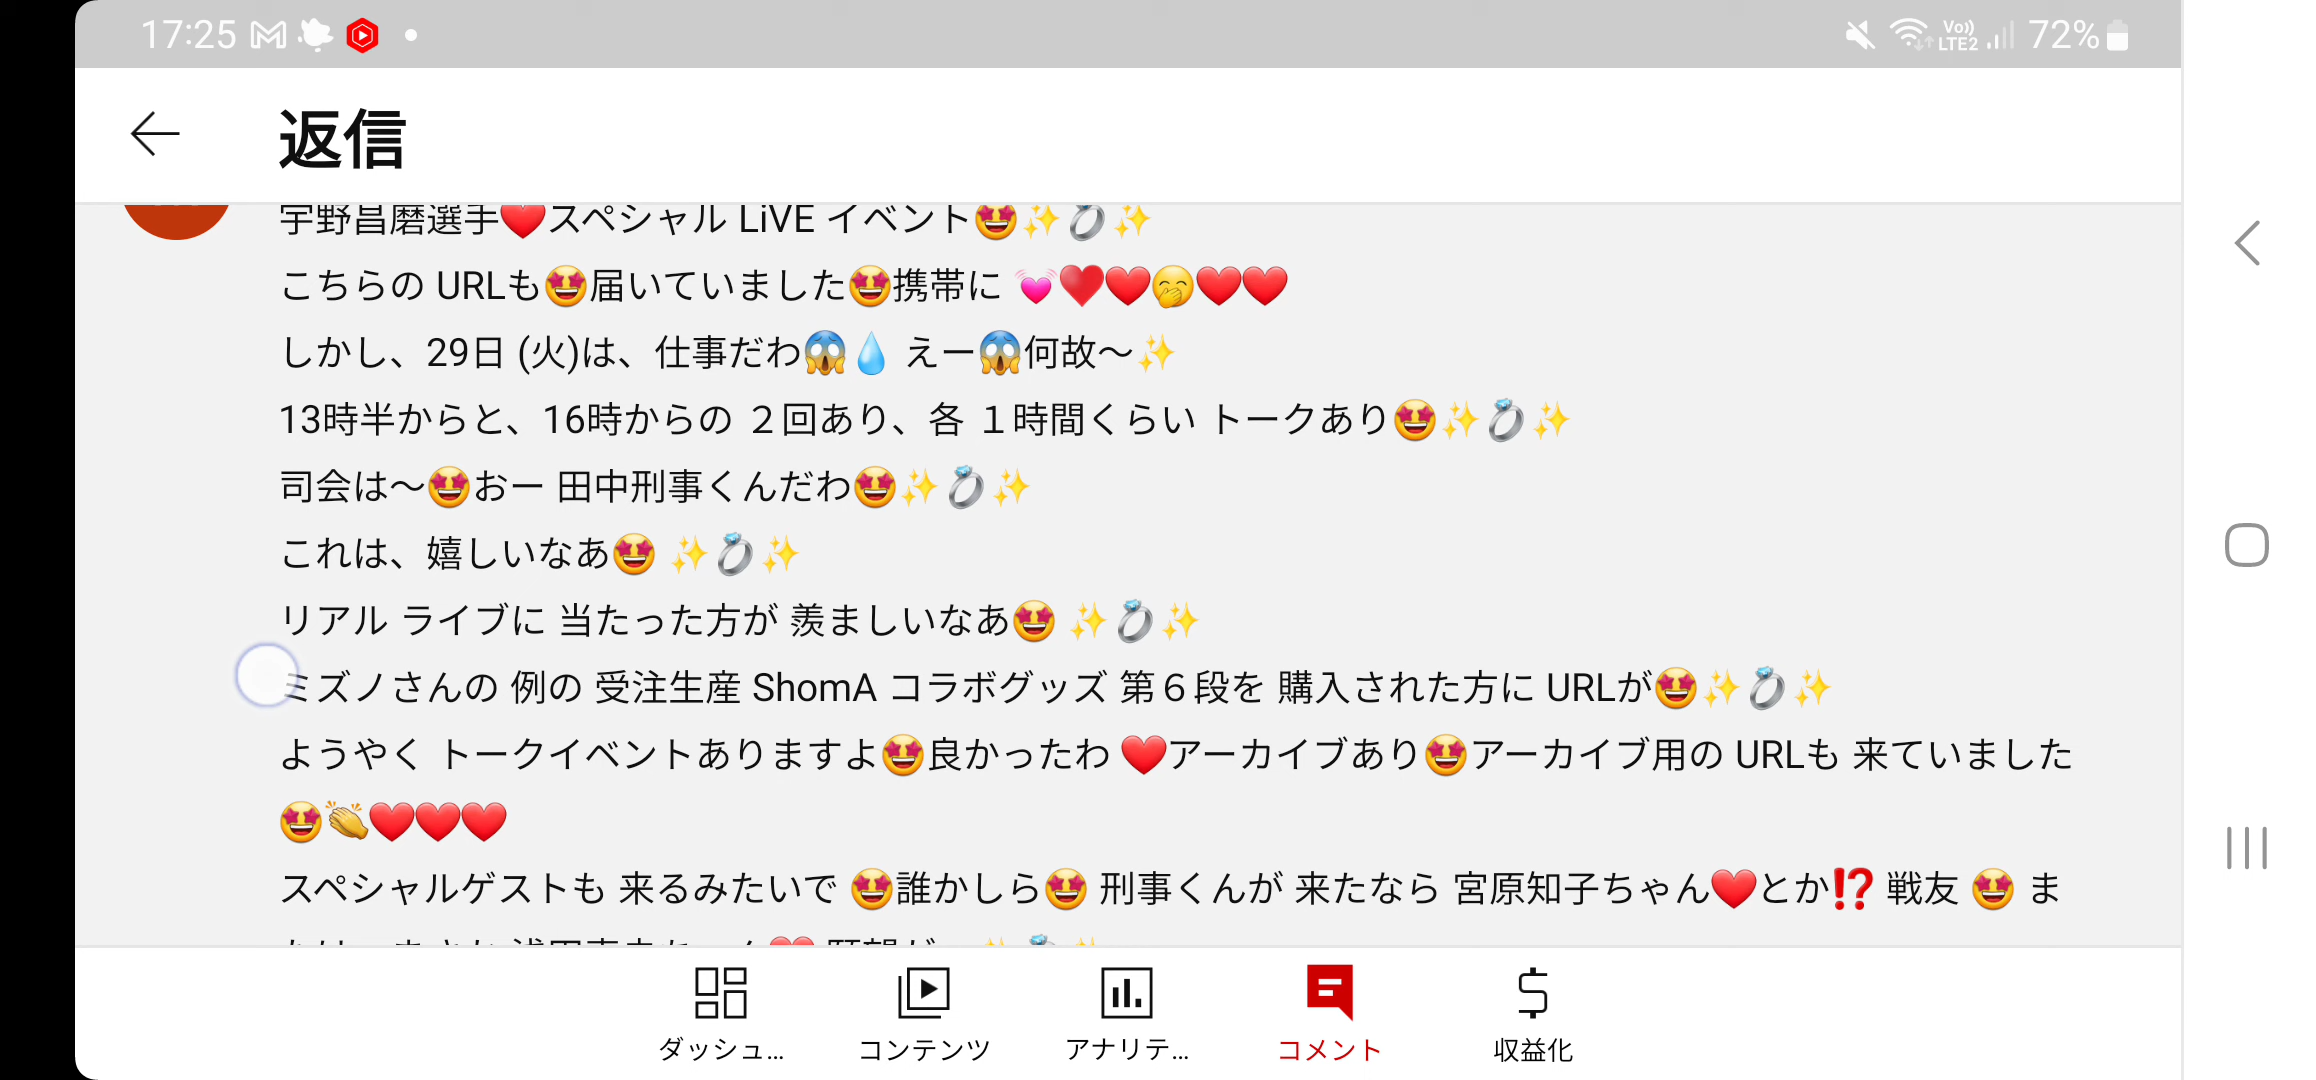 17:25 Vo)) LTE2 72%
返信
宇野昌磨選手❤️スペシャル LiVE イベント🤩✨💍✨
こちらの URLも🤩届いていました🤩携帯に 💓♥️❤️🤭❤️❤️
しかし、29日 (火)は、仕事だわ😱💧 えー😱何故〜✨
13時半からと、16時からの ２回あり、各 １時間くらい トークあり🤩✨💍✨
司会は〜🤩おー 田中刑事くんだわ🤩✨💍✨
これは、嬉しいなあ🤩 ✨💍✨
リアル ライブに 当たった方が 羨ましいなあ🤩 ✨💍✨
ミズノさんの 例の 受注生産 ShomA コラボグッズ 第６段を 購入された方に URLが🤩✨💍✨
ようやく トークイベントありますよ🤩良かったわ ❤️アーカイブあり🤩アーカイブ用の URLも 来ていました
🤩👏❤️❤️❤️
スペシャルゲストも 来るみたいで 🤩誰かしら🤩 刑事くんが 来たなら 宮原知子ちゃん❤️とか⁉️ 戦友 🤩 ま
ダッシュ... コンテンツ アナリテ... コメント 収益化